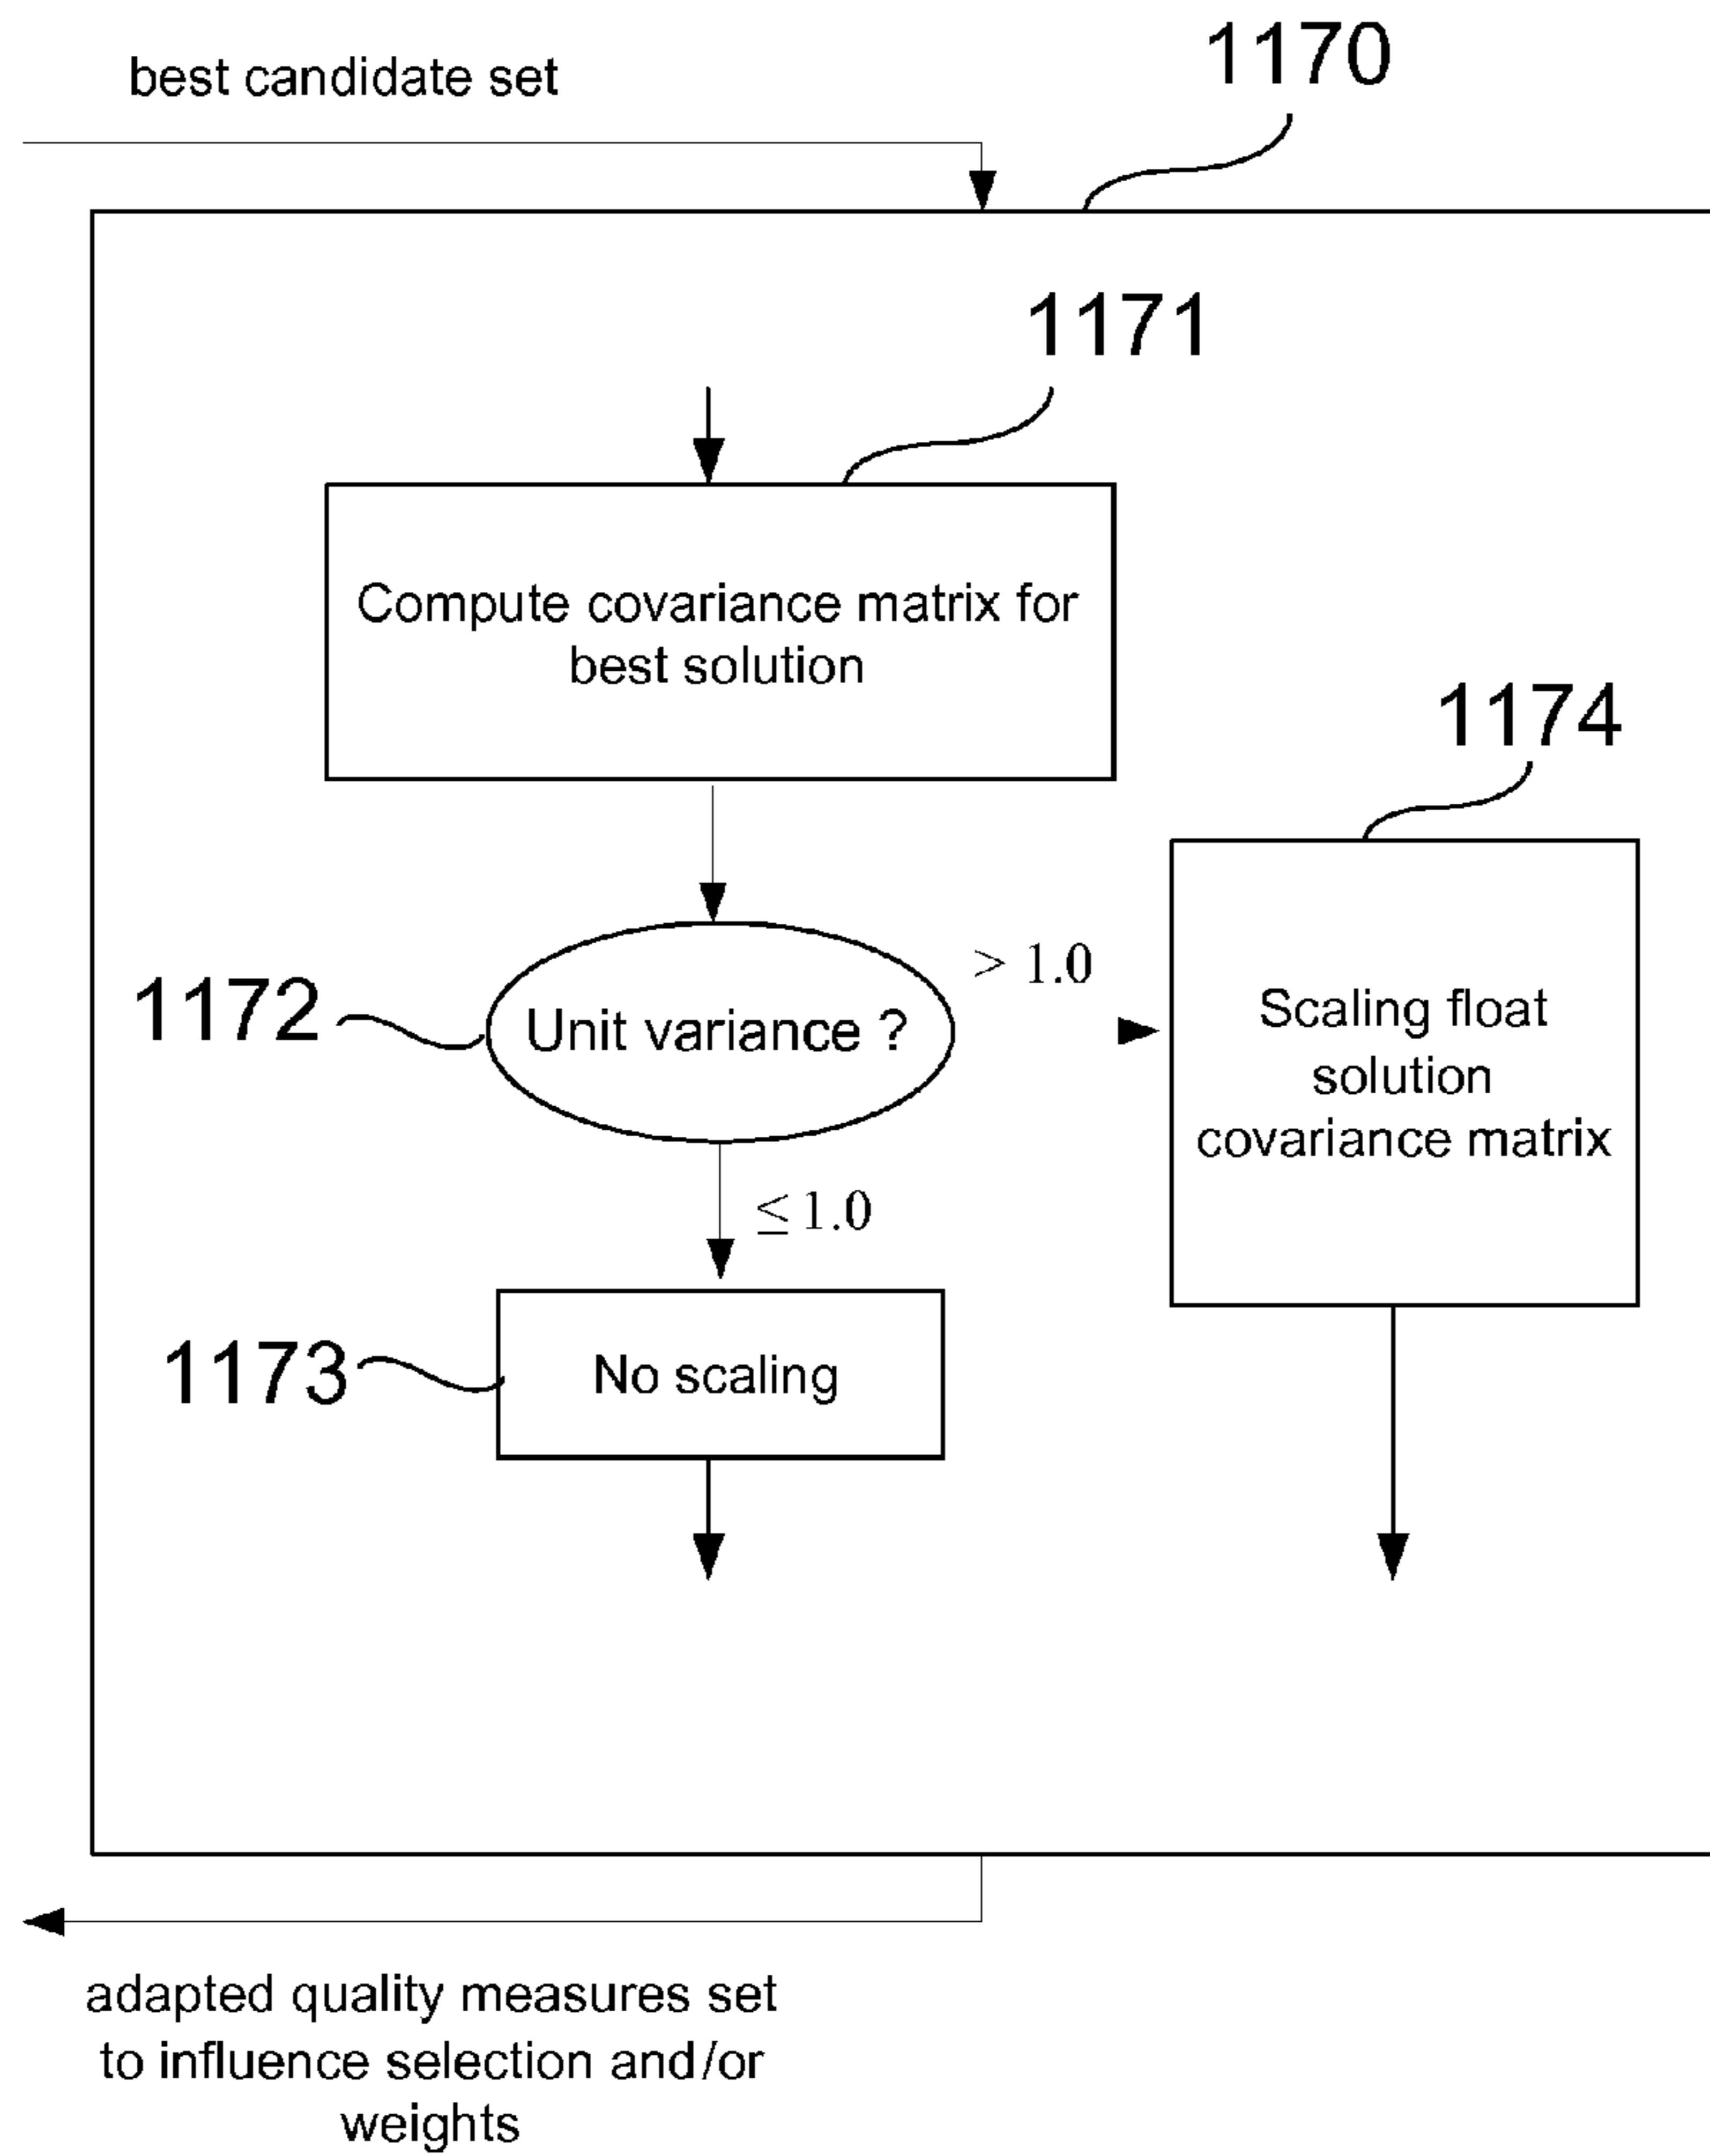 best candidate set
1170
1171
Compute covariance matrix for
best solution
1174
> 1.0
1172
Unit variance ?
Scaling float
solution
covariance matrix
≤ 1.0
1173
No scaling
adapted quality measures set
to influence selection and/or
weights